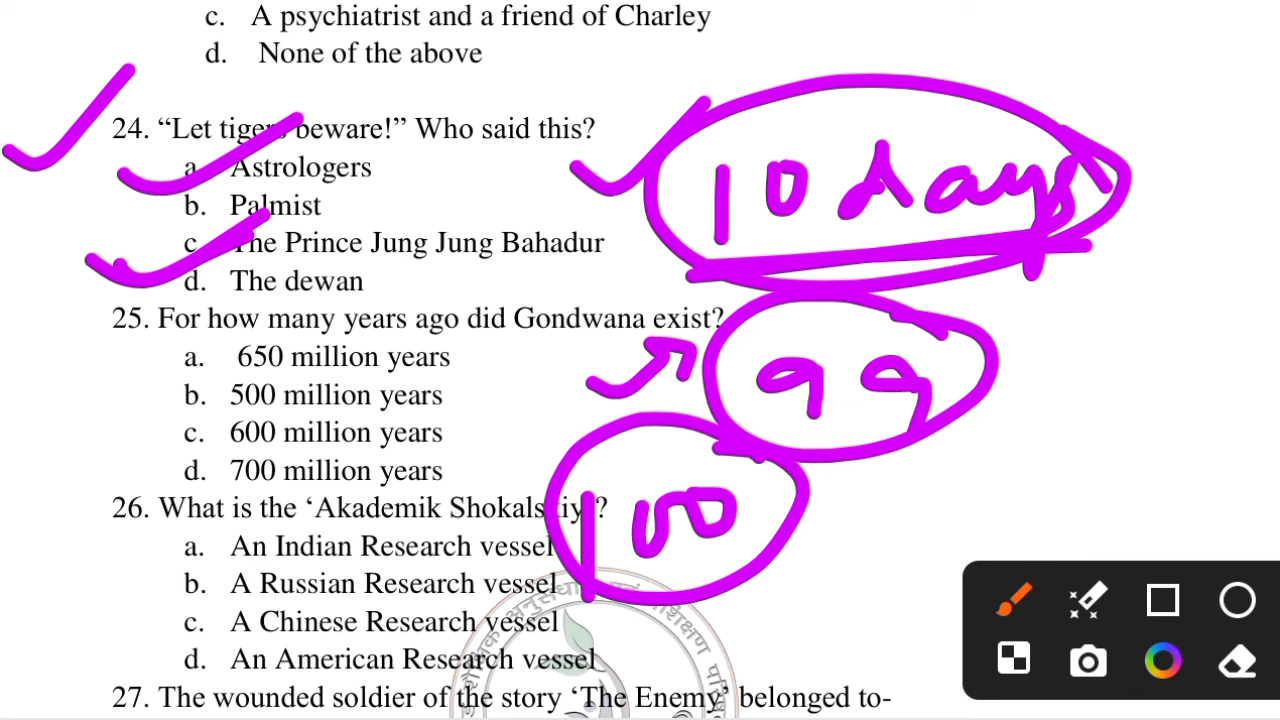 c. A psychiatrist and a friend of Charley
d. None of the above
24. “Let tigers beware!” Who said this?
a. Astrologers
b. Palmist
c. The Prince Jung Jung Bahadur
d. The dewan
10 days
25. For how many years ago did Gondwana exist?
a. 650 million years
b. 500 million years
c. 600 million years
d. 700 million years
99
26. What is the ‘Akademik Shokalskiy’?
a. An Indian Research vessel
b. A Russian Research vessel
c. A Chinese Research vessel
d. An American Research vessel
100
27. The wounded soldier of the story ‘The Enemy’ belonged to-